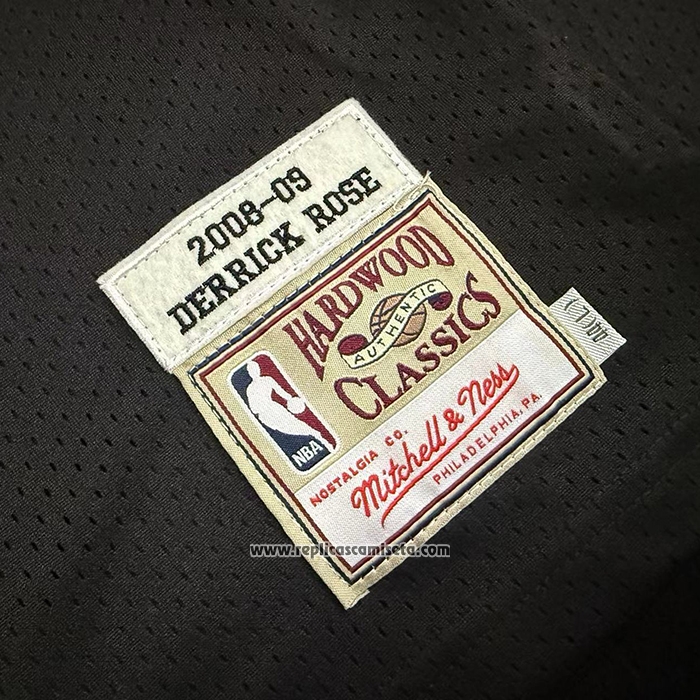 2008-09
DERRICK ROSE
HARDWOOD
AUTHENTIC
CLASSICS
NBA
NOSTALGIA CO.
Mitchell & Ness
PHILADELPHIA, PA.
www.replicascamiseta.com